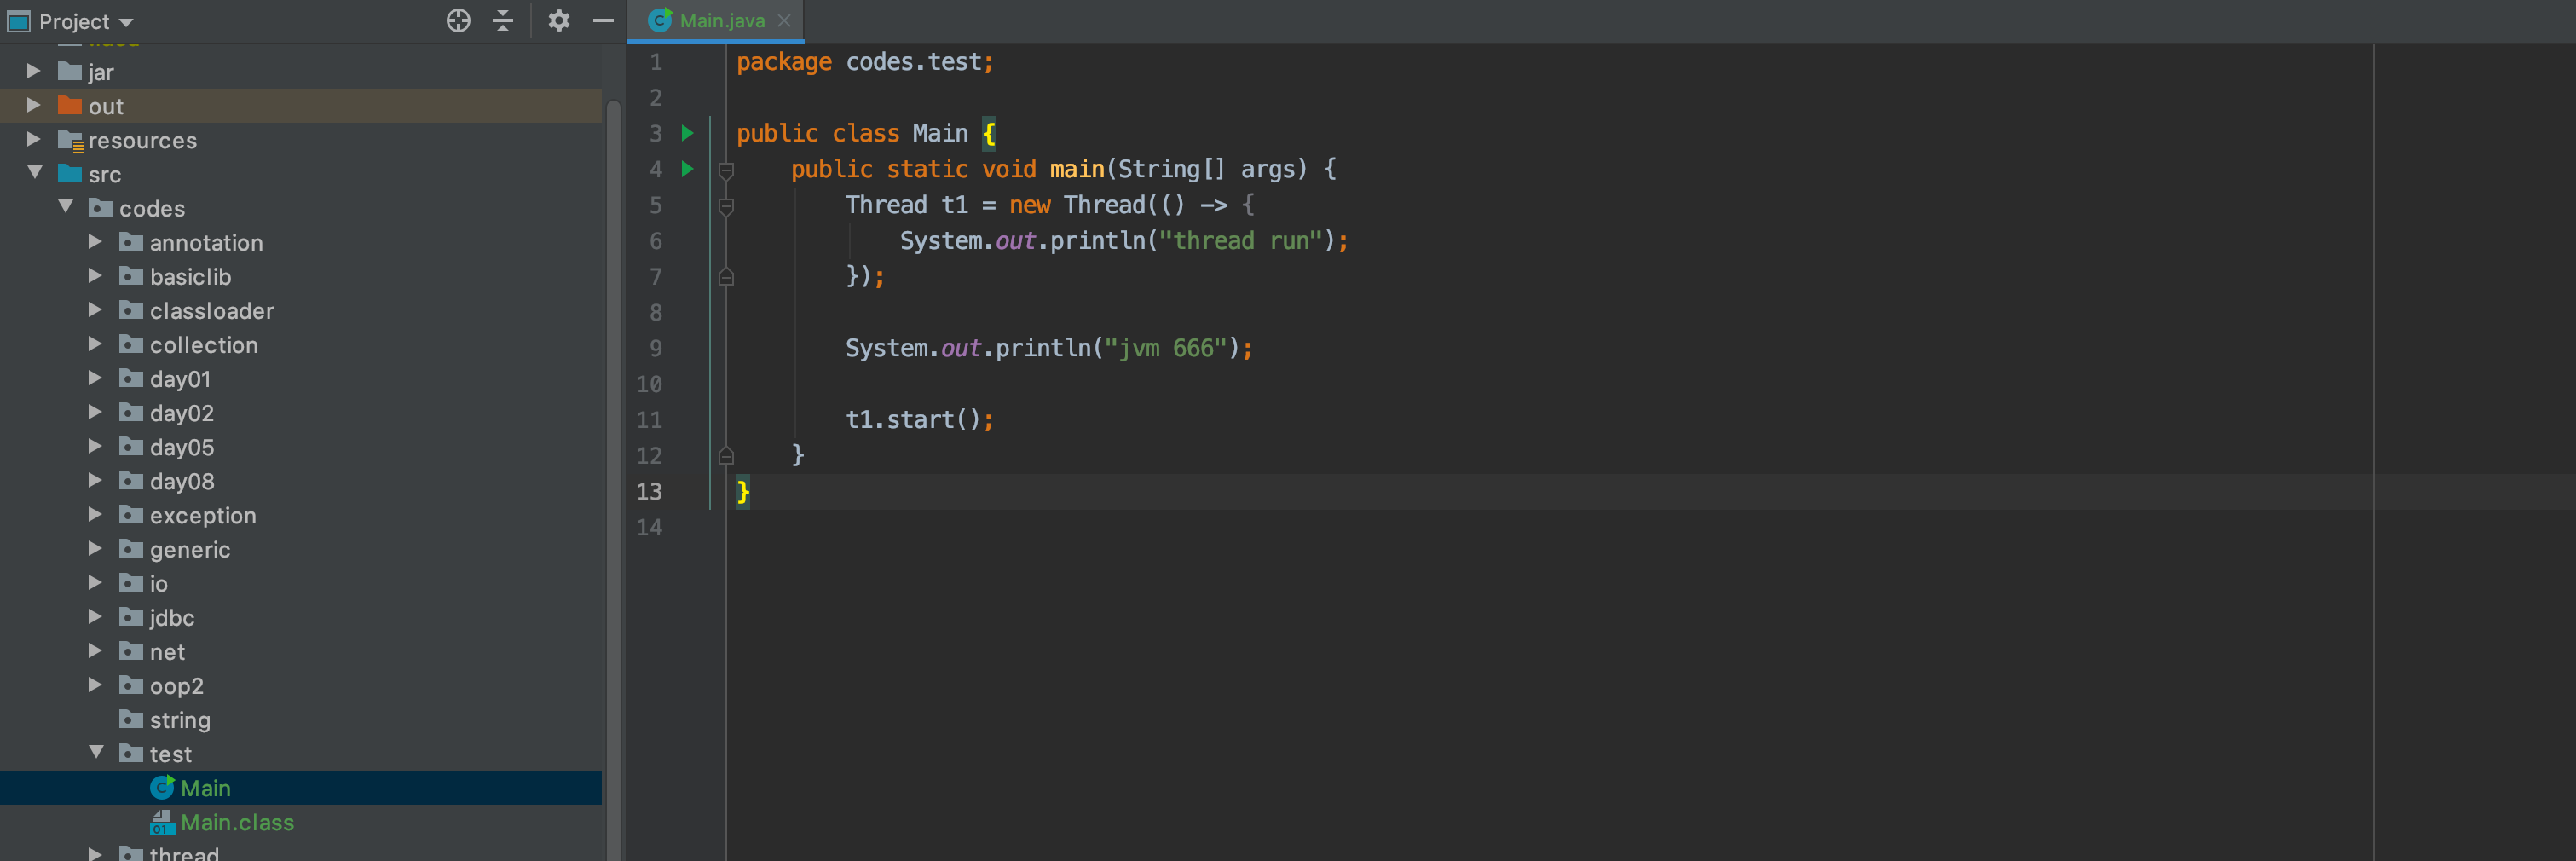 Project
jar
out
resources
src
codes
annotation
basiclib
classloader
collection
day01
day02
day05
day08
exception
generic
io
jdbc
net
oop2
string
test
Main
Main.class
thread
Main.java
1 package codes.test;
2
3 public class Main {
4 public static void main(String[] args) {
5 Thread t1 = new Thread(() -> {
6 System.out.println("thread run");
7 });
8
9 System.out.println("jvm 666");
10
11 t1.start();
12 }
13 }
14